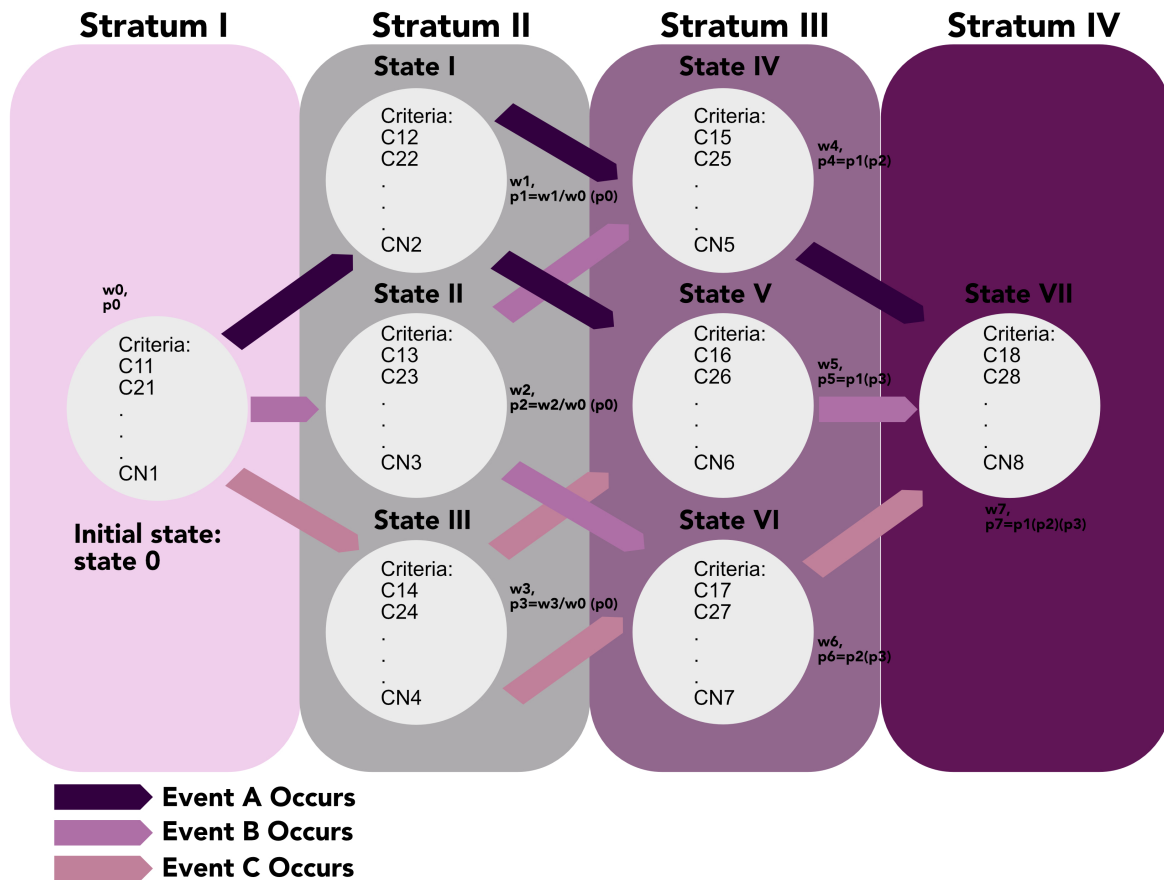 Stratum I
Stratum II
Stratum III
Stratum IV
w0,
p0
Criteria:
C11
C21
.
.
.
CN1
Initial state:
state 0
State I
Criteria:
C12
C22
.
.
.
CN2
w1,
p1=w1/w0 (p0)
State II
Criteria:
C13
C23
.
.
.
CN3
w2,
p2=w2/w0 (p0)
State III
Criteria:
C14
C24
.
.
.
CN4
w3,
p3=w3/w0 (p0)
State IV
Criteria:
C15
C25
.
.
.
CN5
w4,
p4=p1(p2)
State V
Criteria:
C16
C26
.
.
.
CN6
w5,
p5=p1(p3)
State VI
Criteria:
C17
C27
.
.
.
CN7
w6,
p6=p2(p3)
State VII
Criteria:
C18
C28
.
.
.
CN8
w7,
p7=p1(p2)(p3)
Event A Occurs
Event B Occurs
Event C Occurs